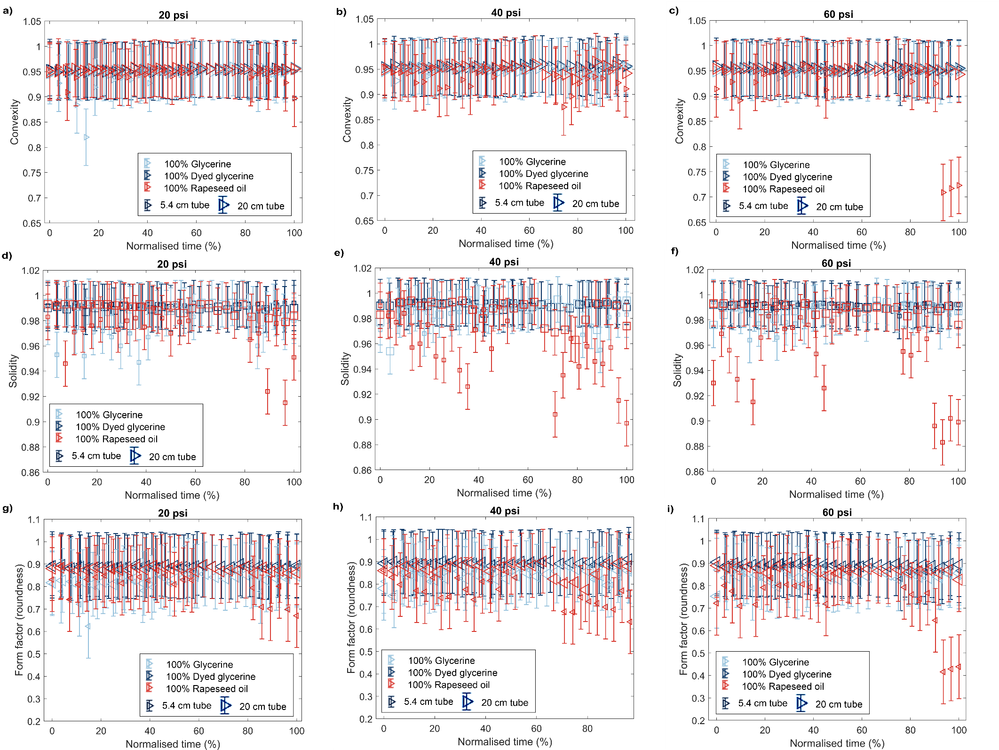 a)
20 psi
1.05
1
0.95
0.9
0.85
0.8
0.75
0.7
0.65
Convexity
100% Glycerine
100% Dyed glycerine
100% Rapeseed oil
5.4 cm tube 20 cm tube
0 20 40 60 80 100
Normalised time (%)
b)
40 psi
1.05
1
0.95
0.9
0.85
0.8
0.75
0.7
0.65
Convexity
100% Glycerine
100% Dyed glycerine
100% Rapeseed oil
5.4 cm tube 20 cm tube
0 20 40 60 80 100
Normalised time (%)
c)
60 psi
1.05
1
0.95
0.9
0.85
0.8
0.75
0.7
0.65
Convexity
100% Glycerine
100% Dyed glycerine
100% Rapeseed oil
5.4 cm tube 20 cm tube
0 20 40 60 80 100
Normalised time (%)
d)
20 psi
1.02
1
0.98
0.96
0.94
0.92
0.9
0.88
0.86
Solidity
100% Glycerine
100% Dyed glycerine
100% Rapeseed oil
5.4 cm tube 20 cm tube
0 20 40 60 80 100
Normalised time (%)
e)
40 psi
1.02
1
0.98
0.96
0.94
0.92
0.9
0.88
0.86
Solidity
0 20 40 60 80 100
Normalised time (%)
f)
60 psi
1.02
1
0.98
0.96
0.94
0.92
0.9
0.88
0.86
Solidity
0 20 40 60 80 100
Normalised time (%)
g)
20 psi
1.1
1
0.9
0.8
0.7
0.6
0.5
0.4
0.3
0.2
Form factor (roundness)
100% Glycerine
100% Dyed glycerine
100% Rapeseed oil
5.4 cm tube 20 cm tube
0 20 40 60 80 100
Normalised time (%)
h)
40 psi
1.1
1
0.9
0.8
0.7
0.6
0.5
0.4
0.3
0.2
Form factor (roundness)
100% Glycerine
100% Dyed glycerine
100% Rapeseed oil
5.4 cm tube 20 cm tube
0 20 40 60 80
Normalised time (%)
i)
60 psi
1.1
1
0.9
0.8
0.7
0.6
0.5
0.4
0.3
0.2
Form factor (roundness)
100% Glycerine
100% Dyed glycerine
100% Rapeseed oil
5.4 cm tube 20 cm tube
0 20 40 60 80 100
Normalised time (%)